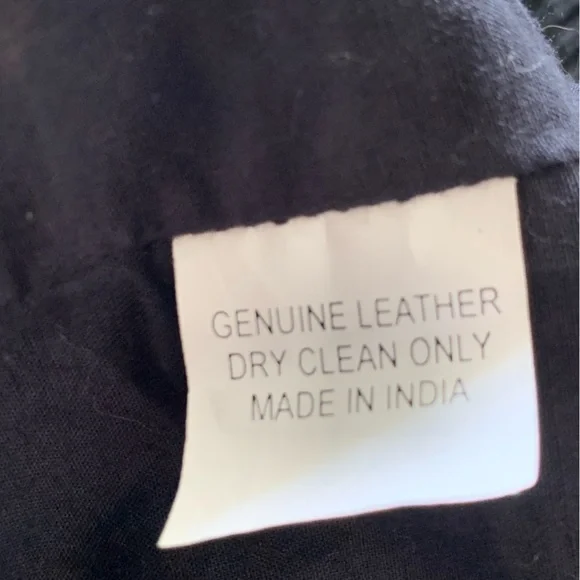 GENUINE LEATHER
DRY CLEAN ONLY
MADE IN INDIA